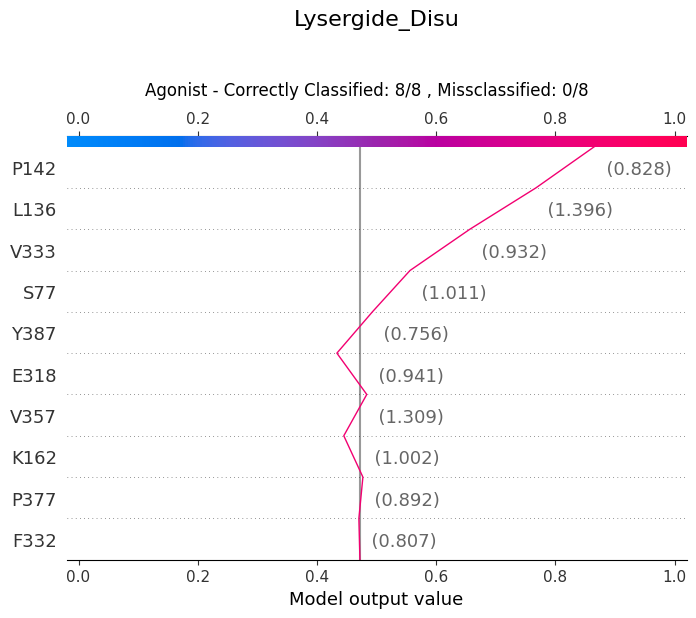 Lysergide_Disu
Agonist - Correctly Classified: 8/8 , Missclassified: 0/8
0.0 0.2 0.4 0.6 0.8 1.0
P142 (0.828)
L136 (1.396)
V333 (0.932)
S77 (1.011)
Y387 (0.756)
E318 (0.941)
V357 (1.309)
K162 (1.002)
P377 (0.892)
F332 (0.807)
0.0 0.2 0.4 0.6 0.8 1.0
Model output value